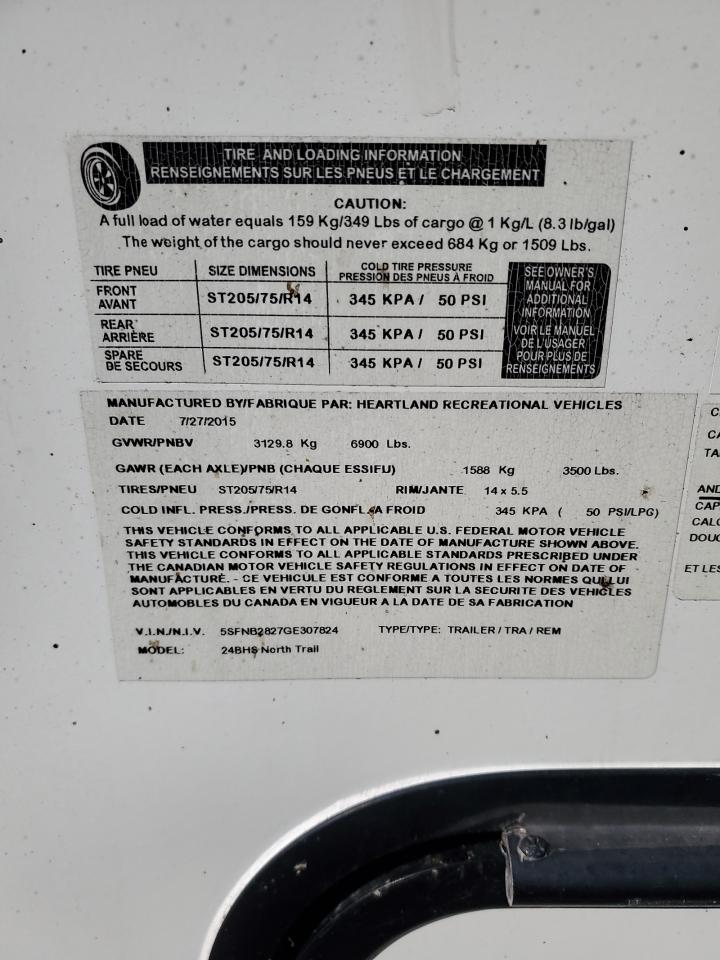 TIRE AND LOADING INFORMATION
RENSEIGNEMENTS SUR LES PNEUS ET LE CHARGEMENT
CAUTION:
A full load of water equals 159 Kg/349 Lbs of cargo @ 1 Kg/L (8.3 lb/gal)
The weight of the cargo should never exceed 684 Kg or 1509 Lbs.
TIRE PNEU SIZE DIMENSIONS COLD TIRE PRESSURE
PRESSION DES PNEUS À FROID
FRONT
AVANT ST205/75/R14 345 KPA / 50 PSI
REAR
ARRIÈRE ST205/75/R14 345 KPA / 50 PSI
SPARE
DE SECOURS ST205/75/R14 345 KPA / 50 PSI
SEE OWNER'S
MANUAL FOR
ADDITIONAL
INFORMATION
VOIR LE MANUEL
DE L'USAGER
POUR PLUS DE
RENSEIGNEMENTS
MANUFACTURED BY/FABRIQUE PAR: HEARTLAND RECREATIONAL VEHICLES
DATE 7/27/2015
GVWR/PNBV 3129.8 Kg 6900 Lbs.
GAWR (EACH AXLE)/PNB (CHAQUE ESSIFU) 1588 Kg 3500 Lbs.
TIRES/PNEU ST205/75/R14 RIM/JANTE 14 x 5.5
COLD INFL. PRESS./PRESS. DE GONFL. A FROID 345 KPA ( 50 PSI/LPG)
THIS VEHICLE CONFORMS TO ALL APPLICABLE U.S. FEDERAL MOTOR VEHICLE
SAFETY STANDARDS IN EFFECT ON THE DATE OF MANUFACTURE SHOWN ABOVE.
THIS VEHICLE CONFORMS TO ALL APPLICABLE STANDARDS PRESCRIBED UNDER
THE CANADIAN MOTOR VEHICLE SAFETY REGULATIONS IN EFFECT ON DATE OF
MANUFACTURE. - CE VEHICULE EST CONFORME A TOUTES LES NORMES QUI LUI
SONT APPLICABLES EN VERTU DU REGLEMENT SUR LA SECURITE DES VEHICLES
AUTOMOBILES DU CANADA EN VIGUEUR A LA DATE DE SA FABRICATION
V.I.N./N.I.V. 5SFNB2827GE307824 TYPE/TYPE: TRAILER / TRA / REM
MODEL: 24BHS North Trail
C
CA
TA
AND
CAP
CALC
DOUC
ET LES